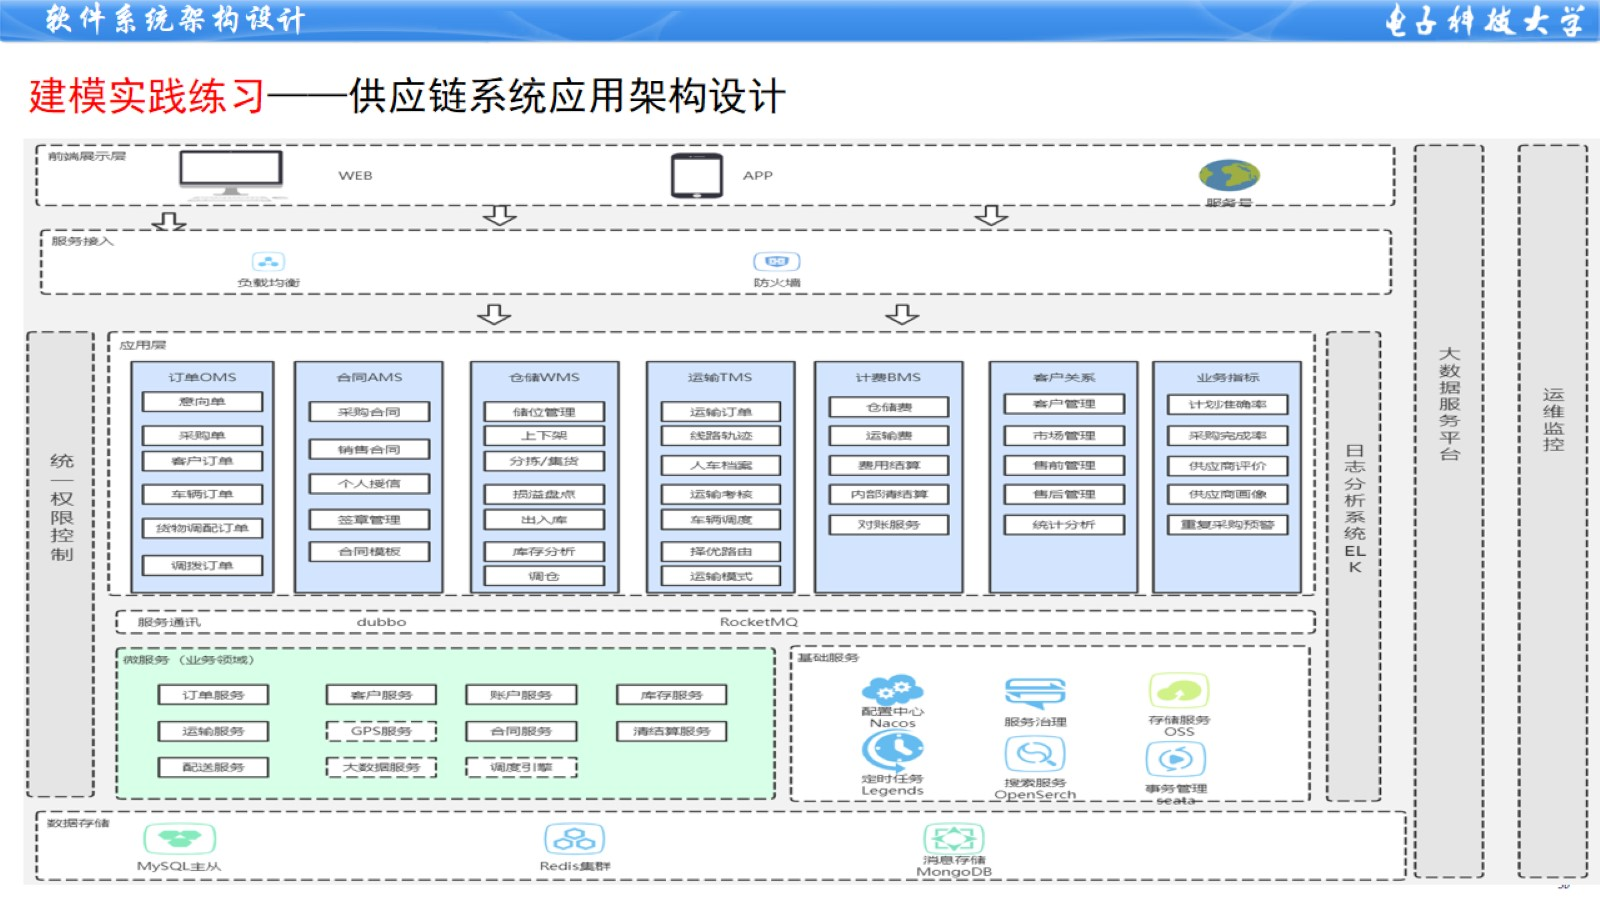 软件系统架构设计
电子科技大学
建模实践练习——供应链系统应用架构设计
前端展示层
WEB
APP
服务号
服务接入
负载均衡
防火墙
统一权限控制
应用层
订单OMS
意向单
采购单
客户订单
车辆订单
货物调配订单
调拨订单
合同AMS
采购合同
销售合同
个人授信
签章管理
合同模板
仓储WMS
储位管理
上下架
分拣/集货
损溢盘点
出入库
库存分析
调仓
运输TMS
运输订单
线路轨迹
人车档案
运输考核
车辆调度
择优路由
运输模式
计费BMS
仓储费
运输费
费用结算
内部清结算
对账服务
客户关系
客户管理
市场管理
售前管理
售后管理
统计分析
业务指标
计划准确率
采购完成率
供应商评价
供应商画像
重复采购预警
日志分析系统ELK
大数据服务平台
运维监控
服务通讯
dubbo
RocketMQ
微服务（业务领域）
订单服务
客户服务
账户服务
库存服务
运输服务
GPS服务
合同服务
清结算服务
配送服务
大数据服务
调度引擎
基础服务
配置中心
Nacos
服务治理
存储服务
OSS
定时任务
Legends
搜索服务
OpenSerch
事务管理
seata
数据存储
MySQL主从
Redis集群
消息存储
MongoDB